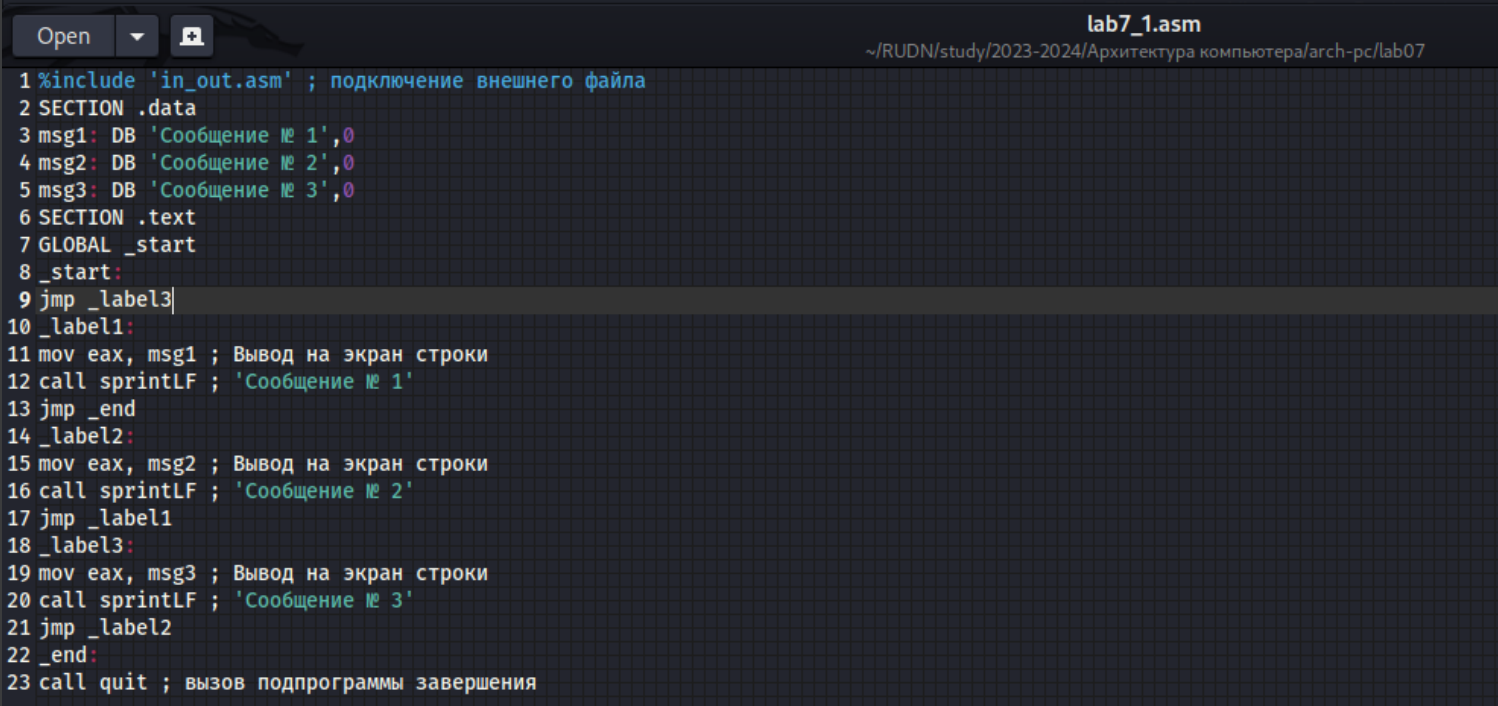 Open
lab7_1.asm
~/RUDN/study/2023-2024/Архитектура компьютера/arch-pc/lab07
1 %include 'in_out.asm' ; подключение внешнего файла
2 SECTION .data
3 msg1: DB 'Сообщение № 1',0
4 msg2: DB 'Сообщение № 2',0
5 msg3: DB 'Сообщение № 3',0
6 SECTION .text
7 GLOBAL _start
8 _start:
9 jmp _label3
10 _label1:
11 mov eax, msg1 ; Вывод на экран строки
12 call sprintLF ; 'Сообщение № 1'
13 jmp _end
14 _label2:
15 mov eax, msg2 ; Вывод на экран строки
16 call sprintLF ; 'Сообщение № 2'
17 jmp _label1
18 _label3:
19 mov eax, msg3 ; Вывод на экран строки
20 call sprintLF ; 'Сообщение № 3'
21 jmp _label2
22 _end:
23 call quit ; вызов подпрограммы завершения